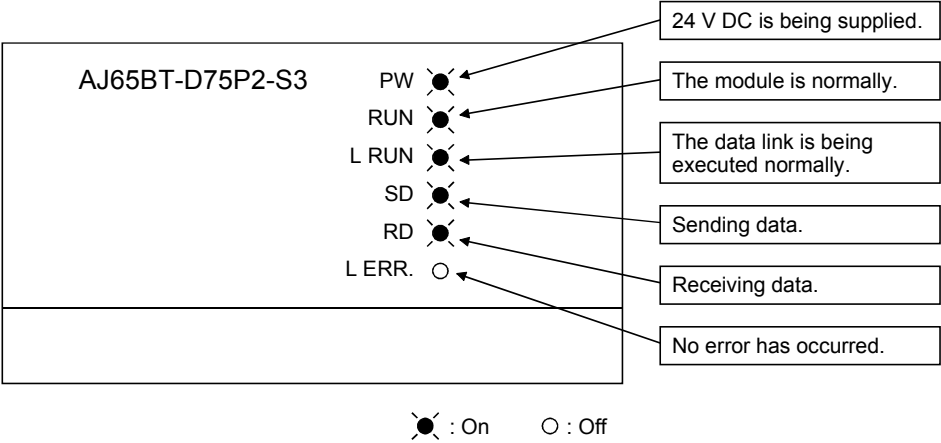 24 V DC is being supplied.
AJ65BT-D75P2-S3
PW
The module is normally.
RUN
L RUN
The data link is being
executed normally.
SD
Sending data.
RD
L ERR.
Receiving data.
No error has occurred.
: On
: Off